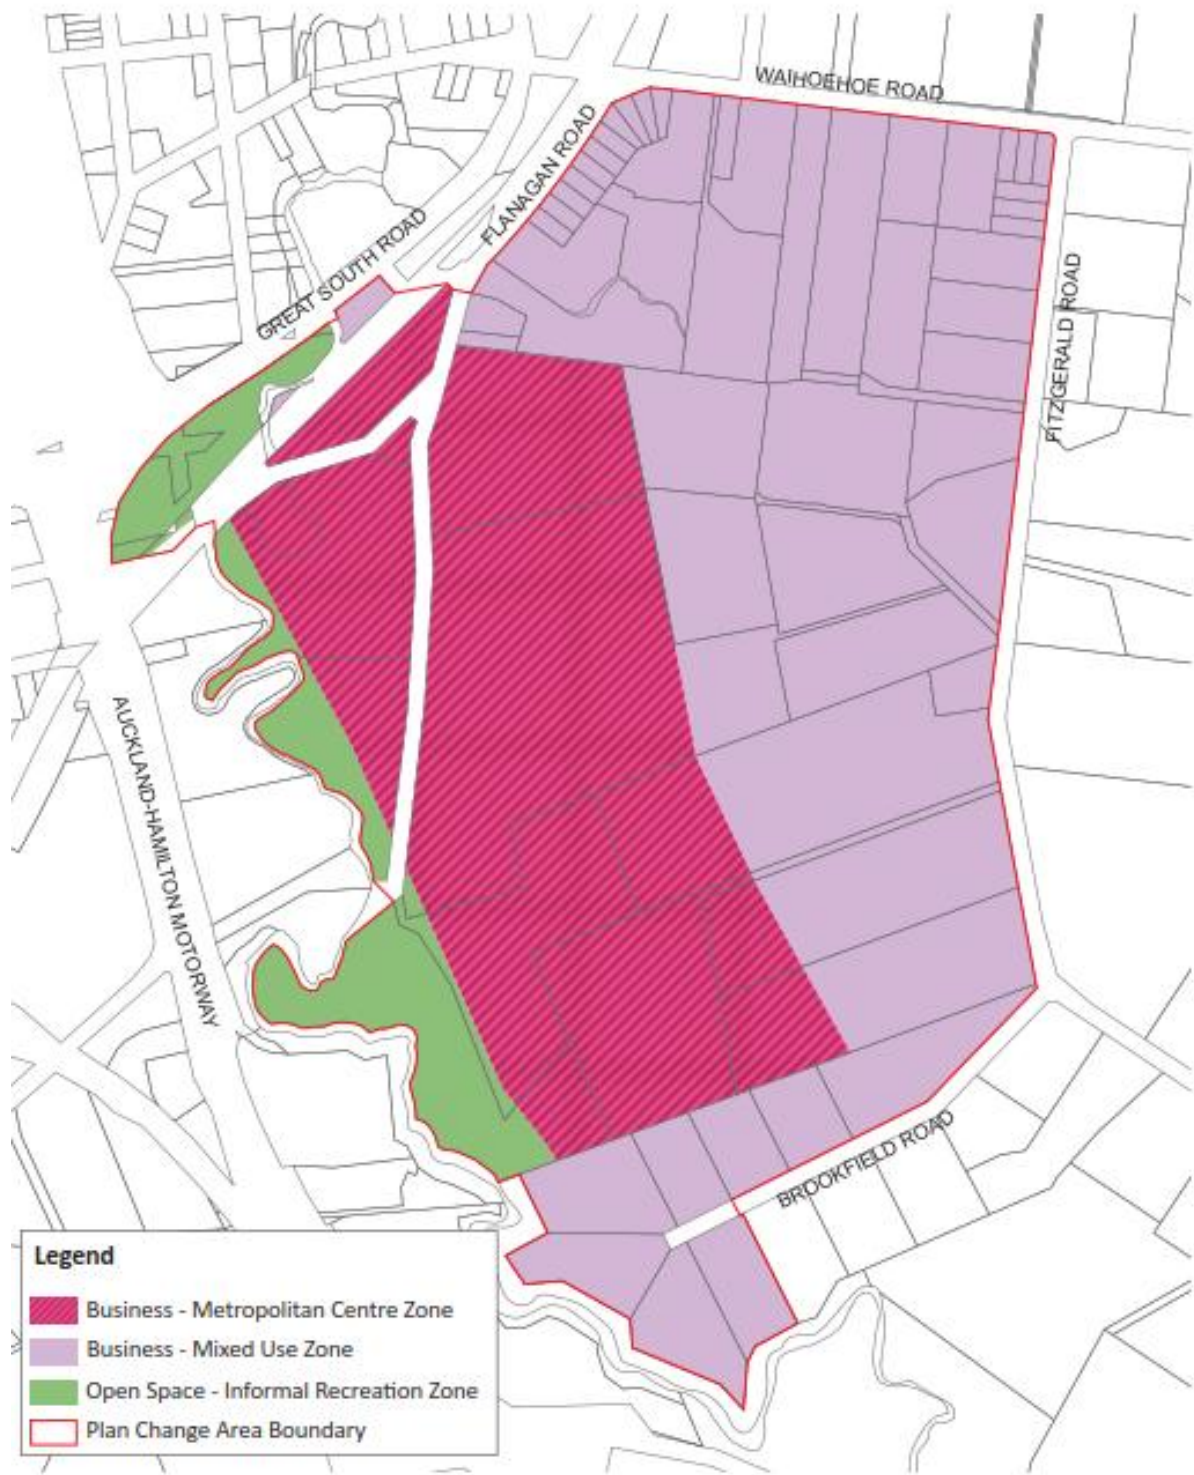 WAIHOEHOE ROAD
FLANAGAN ROAD
GREAT SOUTH ROAD
FITZGERALD ROAD
AUCKLAND-HAMILTON MOTORWAY
BROOKFIELD ROAD
Legend
Business - Metropolitan Centre Zone
Business - Mixed Use Zone
Open Space - Informal Recreation Zone
Plan Change Area Boundary